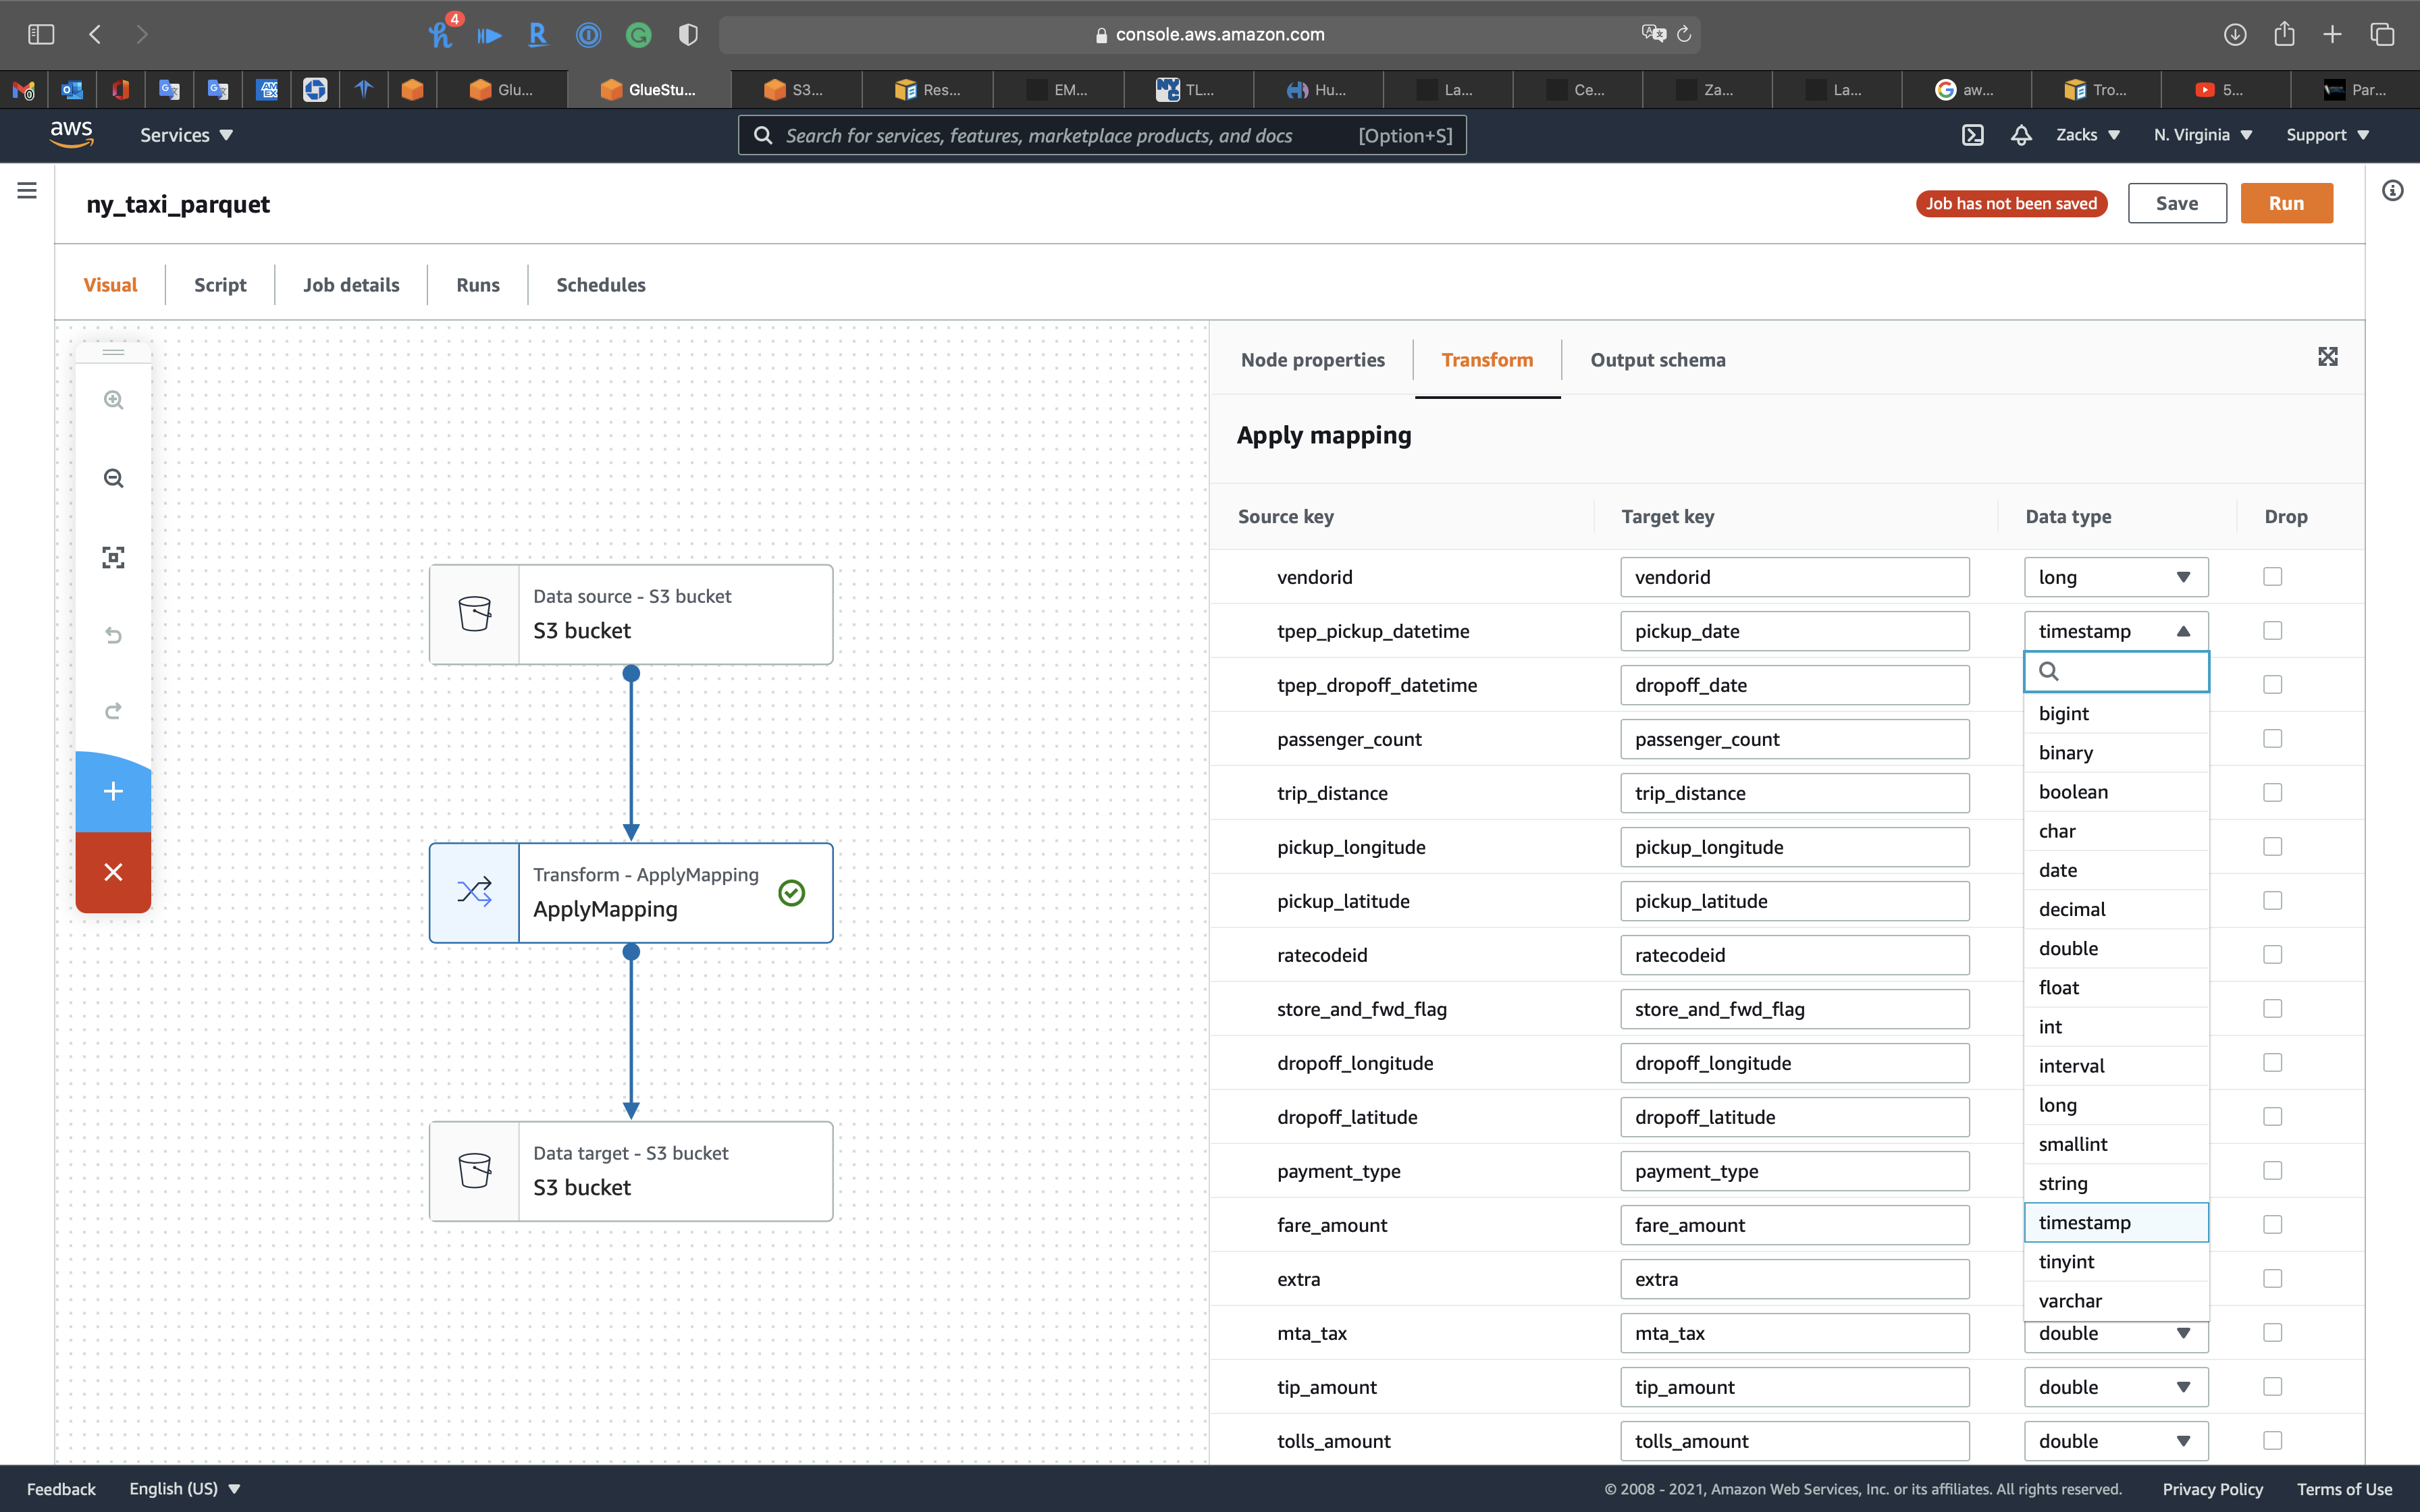 4
console.aws.amazon.com
Glu...
GlueStu...
S3...
Res...
EM...
TL...
Hu...
La...
Ce...
Za...
La...
aw...
Tro...
5...
Par...
aws
Services
Search for services, features, marketplace products, and docs [Option+S]
Zacks
N. Virginia
Support
ny_taxi_parquet
Job has not been saved
Save
Run
Visual
Script
Job details
Runs
Schedules
Node properties
Transform
Output schema
Apply mapping
Source key Target key Data type Drop
vendorid vendorid long
tpep_pickup_datetime pickup_date timestamp
tpep_dropoff_datetime dropoff_date
bigint
passenger_count passenger_count
binary
trip_distance trip_distance boolean
char
pickup_longitude pickup_longitude
date
pickup_latitude pickup_latitude decimal
double
ratecodeid ratecodeid
float
store_and_fwd_flag store_and_fwd_flag
int
dropoff_longitude dropoff_longitude interval
long
dropoff_latitude dropoff_latitude
smallint
payment_type payment_type string
fare_amount fare_amount timestamp
tinyint
extra extra
varchar
mta_tax mta_tax double
tip_amount tip_amount double
tolls_amount tolls_amount double
Data source - S3 bucket
S3 bucket
Transform - ApplyMapping
ApplyMapping
Data target - S3 bucket
S3 bucket
Feedback
English (US)
© 2008 - 2021, Amazon Web Services, Inc. or its affiliates. All rights reserved.
Privacy Policy
Terms of Use